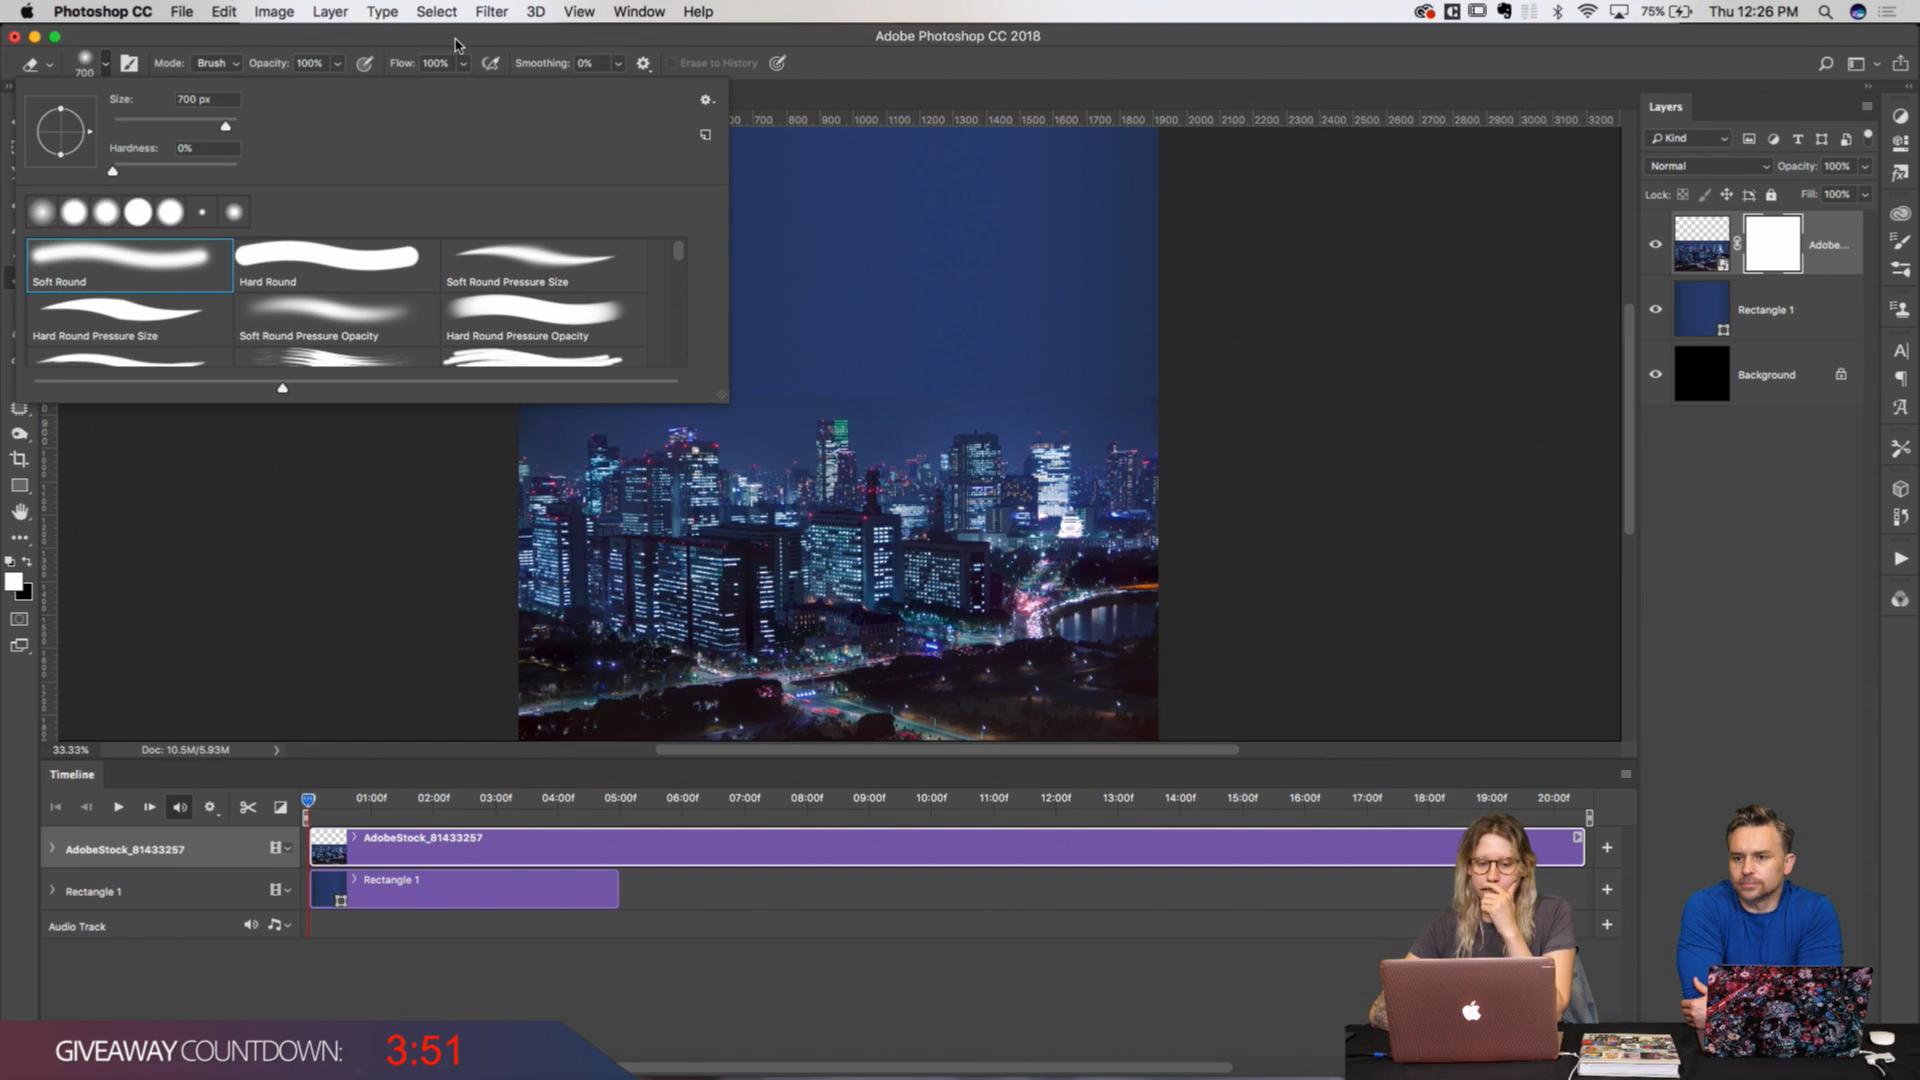 Photoshop CC File Edit Image Layer Type Select Filter 3D View Window Help 75% Thu 12:26 PM
Adobe Photoshop CC 2018
700 Mode: Brush Opacity: 100% Flow: 100% Smoothing: 0% Erase to History
Size: 700 px
Hardness: 0%
Soft Round Hard Round Soft Round Pressure Size
Hard Round Pressure Size Soft Round Pressure Opacity Hard Round Pressure Opacity
700 800 900 1000 1100 1200 1300 1400 1500 1600 1700 1800 1900 2000 2100 2200 2300 2400 2500 2600 2700 2800 2900 3000 3100 3200
Layers
Kind
Normal Opacity: 100%
Lock: Fill: 100%
Adobe...
Rectangle 1
Background
33.33% Doc: 10.5M/5.93M
Timeline
01:00f 02:00f 03:00f 04:00f 05:00f 06:00f 07:00f 08:00f 09:00f 10:00f 11:00f 12:00f 13:00f 14:00f 15:00f 16:00f 17:00f 18:00f 19:00f 20:00f
AdobeStock_81433257 AdobeStock_81433257
Rectangle 1 Rectangle 1
Audio Track
GIVEAWAY COUNTDOWN: 3:51